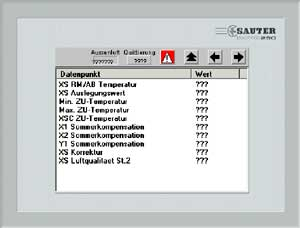 SAUTER
Aussenluft Quittierung
??????? ????
Datenpunkt Wert
XS RM/AB Temperatur ???
XS Auslegungswert ???
Min. ZU-Temperatur ???
Max. ZU-Temperatur ???
XSC ZU-Temperatur ???
X1 Sommerkompensation ???
X2 Sommerkompensation ???
Y1 Sommerkompensation ???
XS Korrektur ???
XS Luftqualitaet St.2 ???